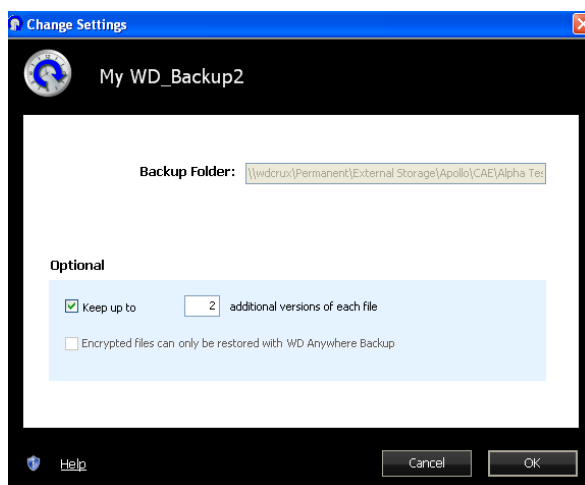 Change Settings
My WD_Backup2
Backup Folder: \\wdcrux\Permanent\External Storage\Apollo\CAE\Alpha Tes
Optional
Keep up to 2 additional versions of each file
Encrypted files can only be restored with WD Anywhere Backup
Help Cancel OK